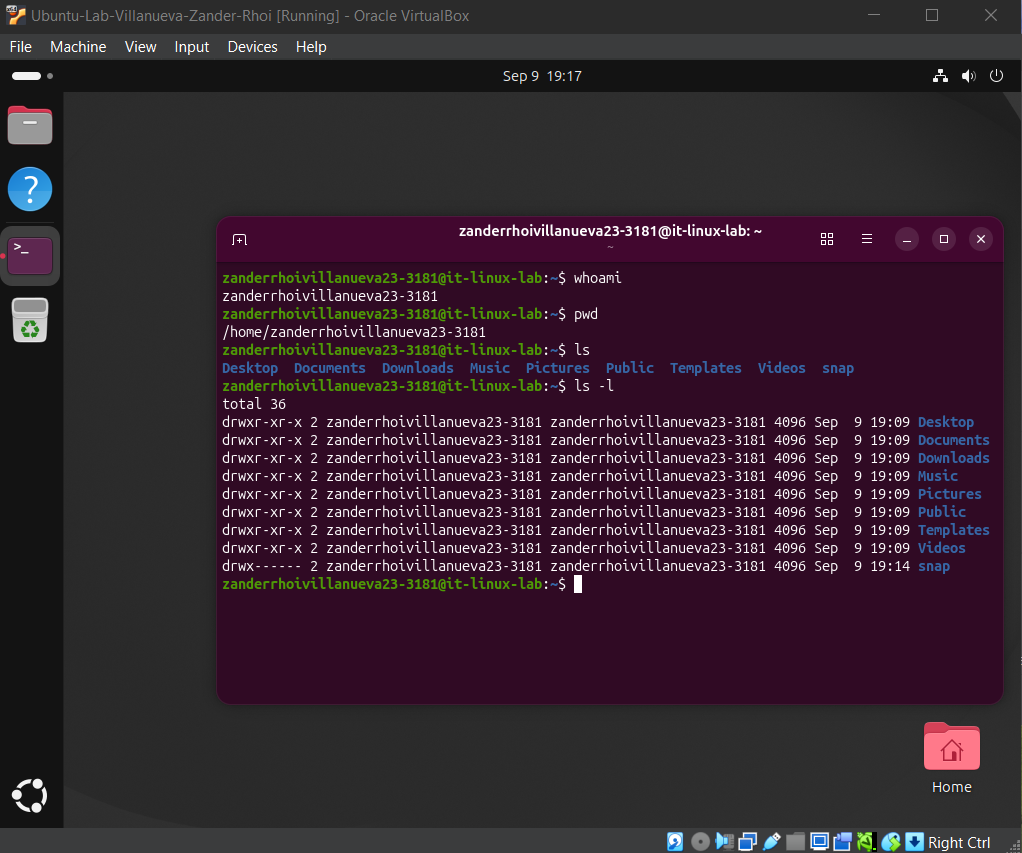 Ubuntu-Lab-Villanueva-Zander-Rhoi [Running] - Oracle VirtualBox
File Machine View Input Devices Help
Sep 9 19:17
zanderrhoivillanueva23-3181@it-linux-lab: ~
~
zanderrhoivillanueva23-3181@it-linux-lab:~$ whoami
zanderrhoivillanueva23-3181
zanderrhoivillanueva23-3181@it-linux-lab:~$ pwd
/home/zanderrhoivillanueva23-3181
zanderrhoivillanueva23-3181@it-linux-lab:~$ ls
Desktop Documents Downloads Music Pictures Public Templates Videos snap
zanderrhoivillanueva23-3181@it-linux-lab:~$ ls -l
total 36
drwxr-xr-x 2 zanderrhoivillanueva23-3181 zanderrhoivillanueva23-3181 4096 Sep 9 19:09 Desktop
drwxr-xr-x 2 zanderrhoivillanueva23-3181 zanderrhoivillanueva23-3181 4096 Sep 9 19:09 Documents
drwxr-xr-x 2 zanderrhoivillanueva23-3181 zanderrhoivillanueva23-3181 4096 Sep 9 19:09 Downloads
drwxr-xr-x 2 zanderrhoivillanueva23-3181 zanderrhoivillanueva23-3181 4096 Sep 9 19:09 Music
drwxr-xr-x 2 zanderrhoivillanueva23-3181 zanderrhoivillanueva23-3181 4096 Sep 9 19:09 Pictures
drwxr-xr-x 2 zanderrhoivillanueva23-3181 zanderrhoivillanueva23-3181 4096 Sep 9 19:09 Public
drwxr-xr-x 2 zanderrhoivillanueva23-3181 zanderrhoivillanueva23-3181 4096 Sep 9 19:09 Templates
drwxr-xr-x 2 zanderrhoivillanueva23-3181 zanderrhoivillanueva23-3181 4096 Sep 9 19:09 Videos
drwx------ 2 zanderrhoivillanueva23-3181 zanderrhoivillanueva23-3181 4096 Sep 9 19:14 snap
zanderrhoivillanueva23-3181@it-linux-lab:~$
Home
Right Ctrl